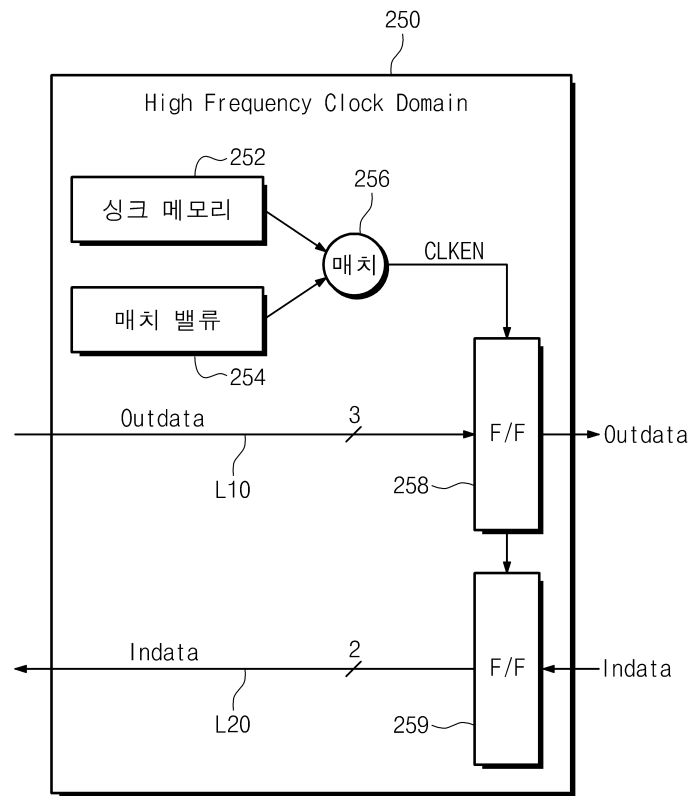 250
High Frequency Clock Domain
252
싱크 메모리
256
매치
CLKEN
매치 밸류
254
Outdata
3
F/F
Outdata
L10
258
Indata
2
F/F
Indata
L20
259